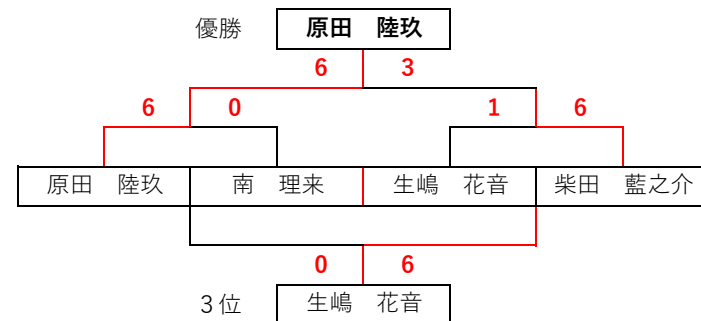 優勝 原田　陸玖
6 3
6 0 1 6
原田　陸玖 南　理来 生嶋　花音 柴田　藍之介
0 6
３位 生嶋　花音